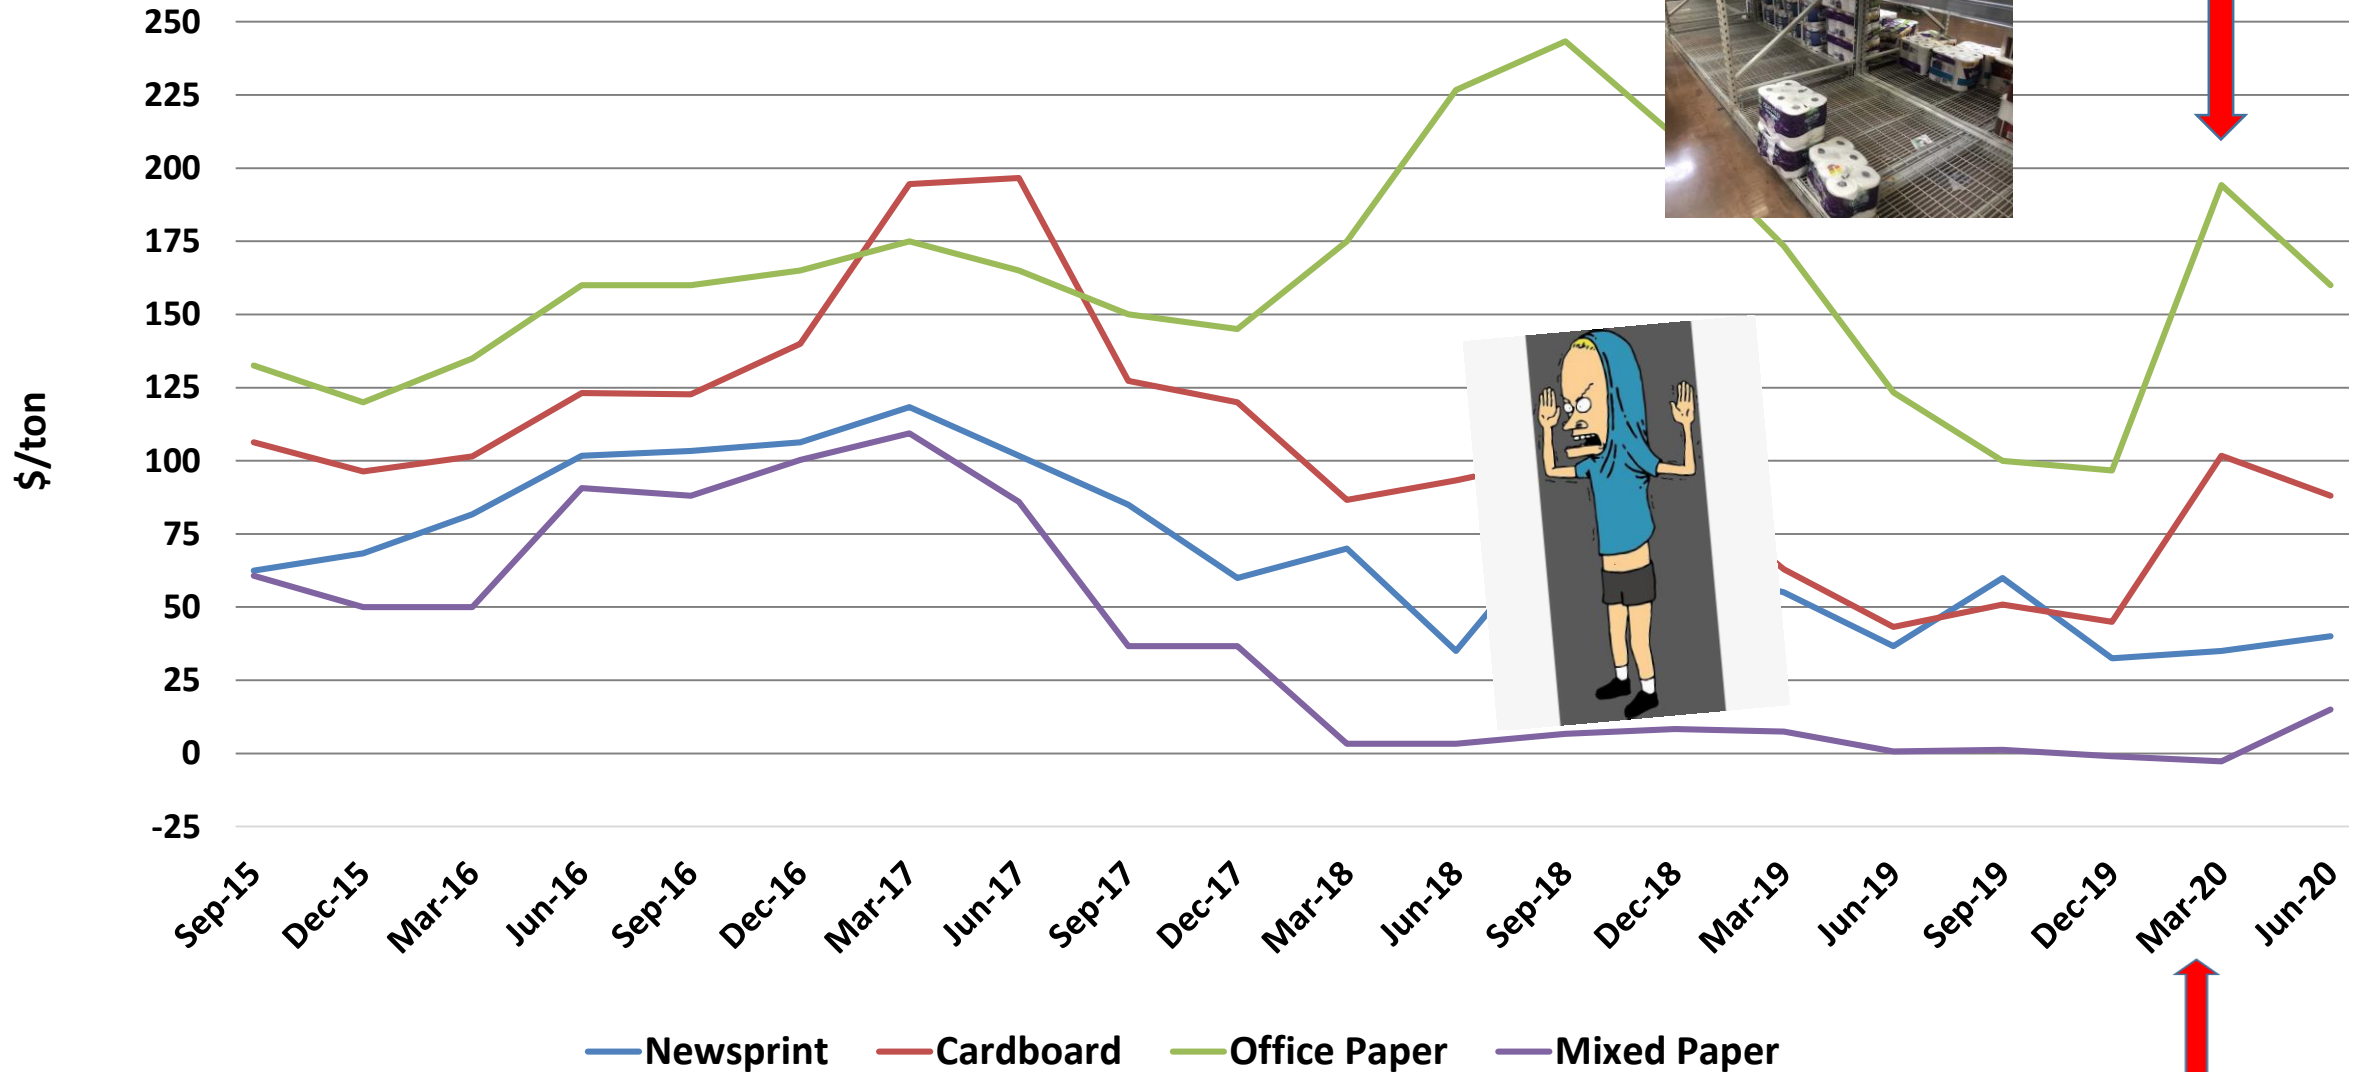 250
225
200
175
150
125
100
75
50
25
0
-25
$/ton
Sep-15
Dec-15
Mar-16
Jun-16
Sep-16
Dec-16
Mar-17
Jun-17
Sep-17
Dec-17
Mar-18
Jun-18
Sep-18
Dec-18
Mar-19
Jun-19
Sep-19
Dec-19
Mar-20
Jun-20
Newsprint Cardboard Office Paper Mixed Paper